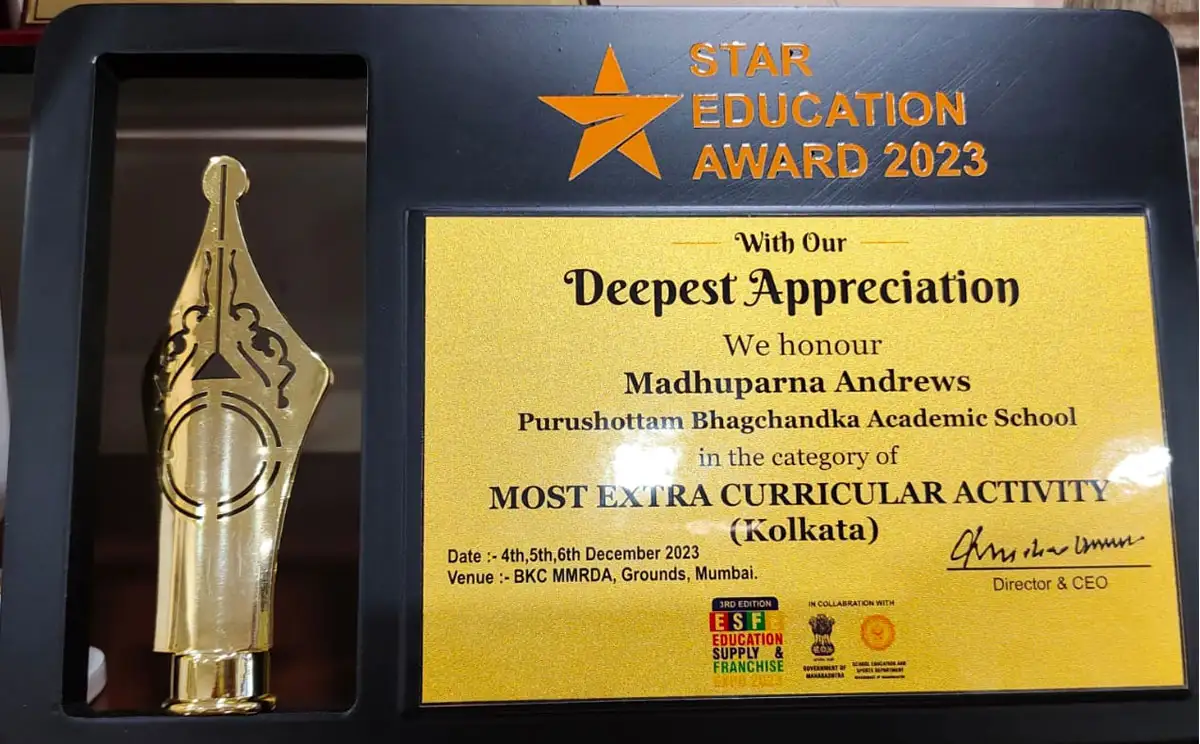 STAR
EDUCATION
AWARD 2023
With Our
Deepest Appreciation
We honour
Madhuparna Andrews
Purushottam Bhagchandka Academic School
in the category of
MOST EXTRA CURRICULAR ACTIVITY
(Kolkata)
Date :- 4th,5th,6th December 2023
Venue :- BKC MMRDA, Grounds, Mumbai.
Director & CEO
3RD EDITION
ESFE
EDUCATION
SUPPLY &
FRANCHISE
EXPO 2023
IN COLLABRATION WITH
GOVERNMENT OF
MAHARASHTRA
SCHOOL EDUCATION AND
SPORTS DEPARTMENT